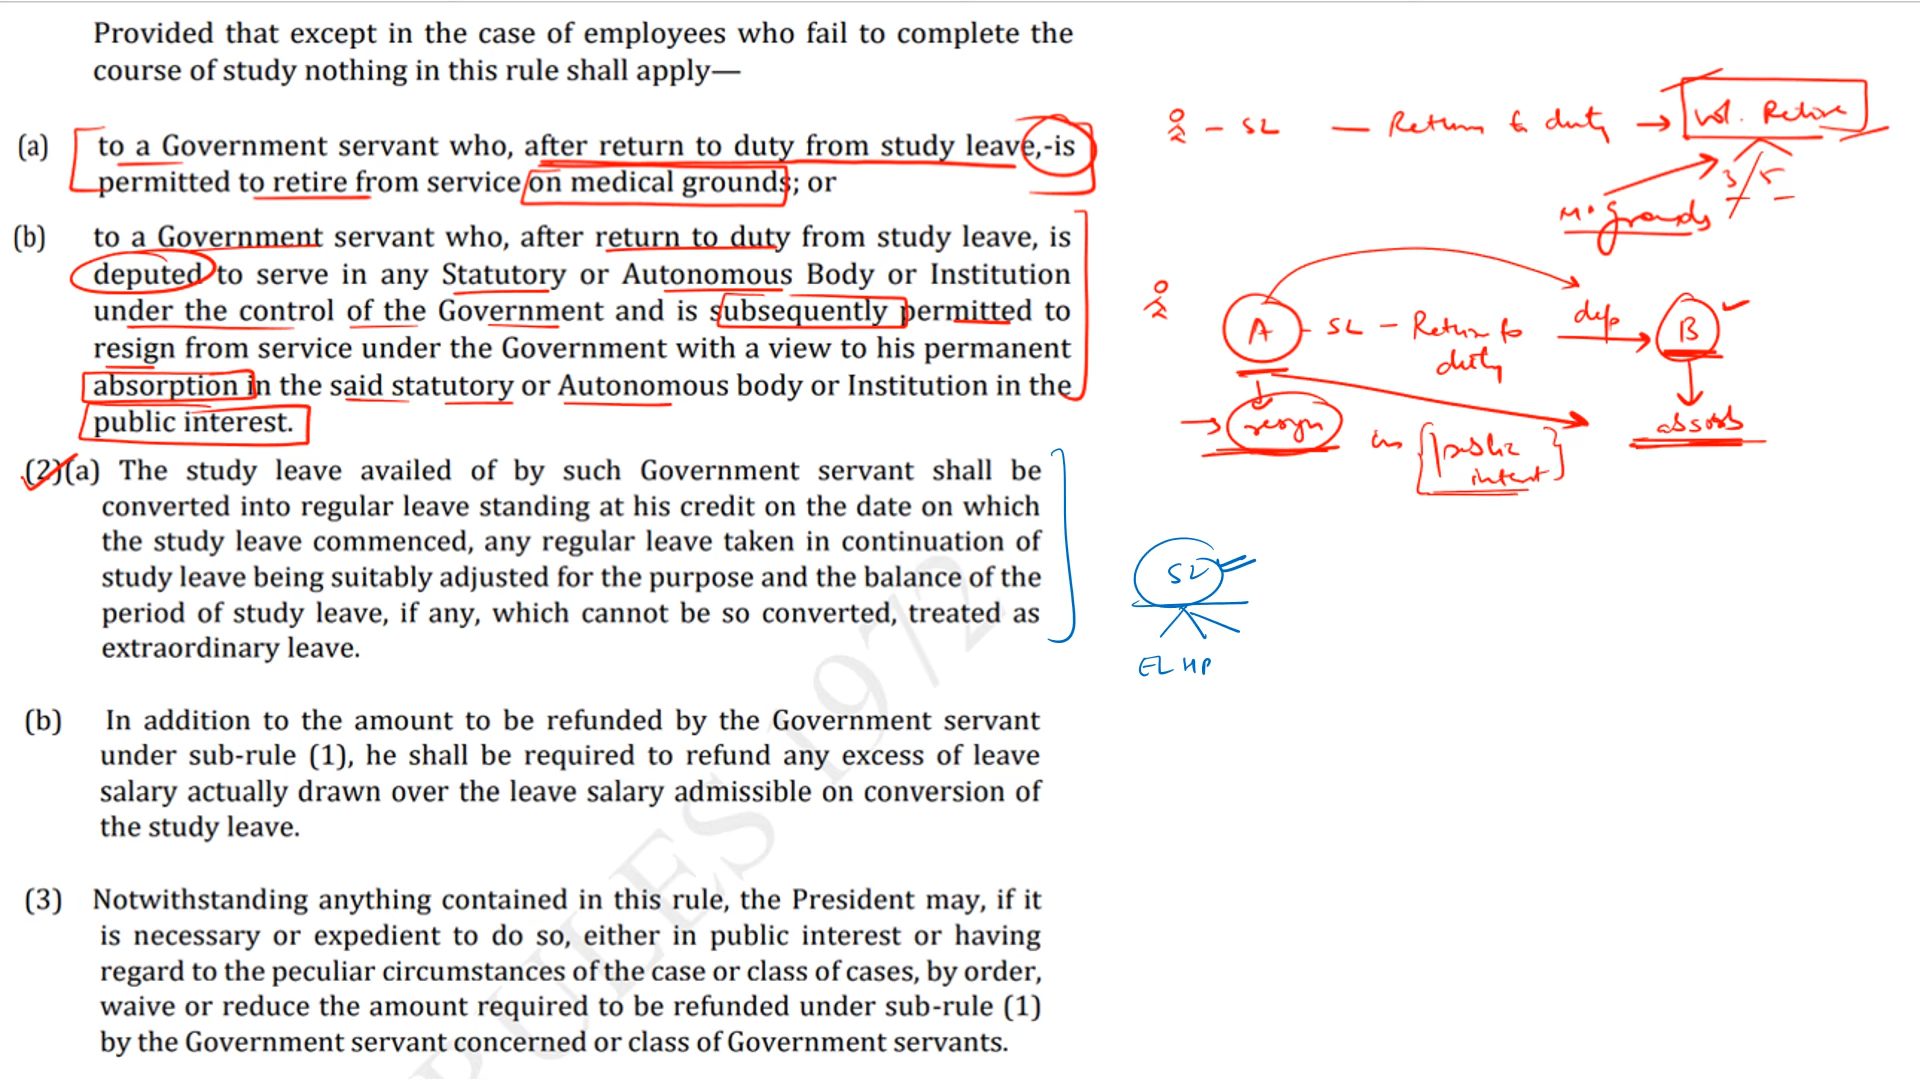 Provided that except in the case of employees who fail to complete the
course of study nothing in this rule shall apply—
(a) to a Government servant who, after return to duty from study leave,-is
permitted to retire from service on medical grounds; or
(b) to a Government servant who, after return to duty from study leave, is
deputed to serve in any Statutory or Autonomous Body or Institution
under the control of the Government and is subsequently permitted to
resign from service under the Government with a view to his permanent
absorption in the said statutory or Autonomous body or Institution in the
public interest.
(2)(a) The study leave availed of by such Government servant shall be
converted into regular leave standing at his credit on the date on which
the study leave commenced, any regular leave taken in continuation of
study leave being suitably adjusted for the purpose and the balance of the
period of study leave, if any, which cannot be so converted, treated as
extraordinary leave.
(b) In addition to the amount to be refunded by the Government servant
under sub-rule (1), he shall be required to refund any excess of leave
salary actually drawn over the leave salary admissible on conversion of
the study leave.
(3) Notwithstanding anything contained in this rule, the President may, if it
is necessary or expedient to do so, either in public interest or having
regard to the peculiar circumstances of the case or class of cases, by order,
waive or reduce the amount required to be refunded under sub-rule (1)
by the Government servant concerned or class of Government servants.
RULES 1972
- SL — Return to duty → Vol. Retire
3/5
M. grounds
A - SL - Return to dep B
duty
resign in public absorb
interest
SL
EL HP